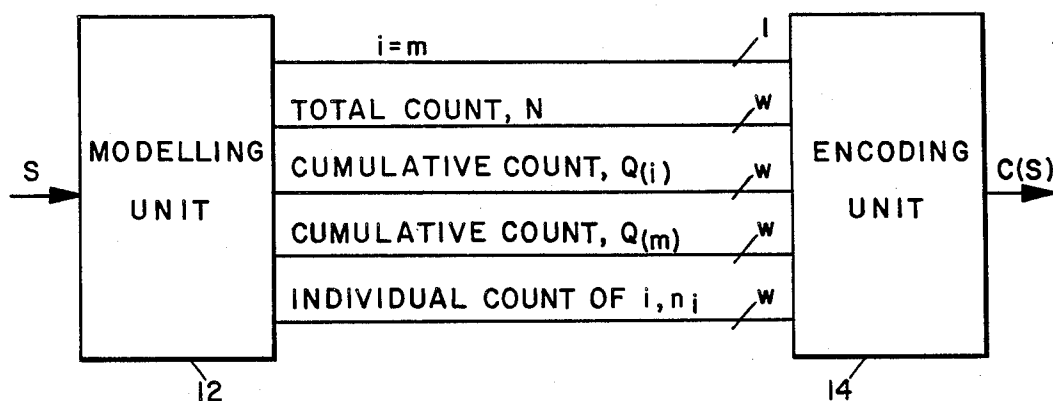 i=m 1
TOTAL COUNT, N w
MODELLING UNIT
CUMULATIVE COUNT, Q(i) w
ENCODING UNIT
S
C(S)
CUMULATIVE COUNT, Q(m) w
INDIVIDUAL COUNT OF i, ni w
12
14